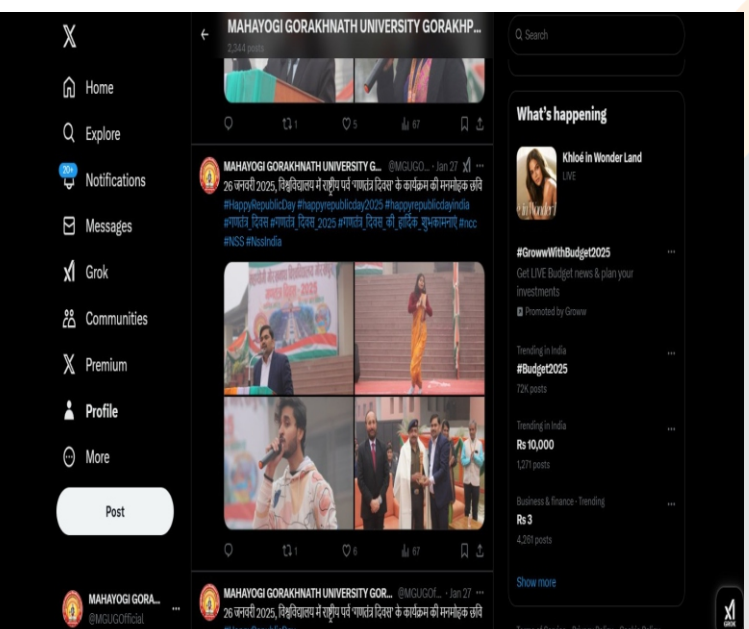 MAHAYOGI GORAKHNATH UNIVERSITY GORAKHP...
2,344 posts
Home
Explore
20+
Notifications
Messages
Grok
Communities
Premium
Profile
More
Post
MAHAYOGI GORA...
@MGUGOfficial
1
5
67
MAHAYOGI GORAKHNATH UNIVERSITY G... @MGUGO... · Jan 27
26 जनवरी 2025, विश्वविद्यालय में राष्ट्रीय पर्व 'गणतंत्र दिवस' के कार्यक्रम की मनमोहक छवि
#HappyRepublicDay #happyrepublicday2025 #happyrepublicdayindia
#गणतंत्र_दिवस #गणतंत्र_दिवस_2025 #गणतंत्र_दिवस_की_हार्दिक_शुभकामनाएं #ncc
#NSS #NssIndia
गणतंत्र दिवस - 2025
1
6
67
MAHAYOGI GORAKHNATH UNIVERSITY GOR... @MGUGOf... · Jan 27
26 जनवरी 2025, विश्वविद्यालय में राष्ट्रीय पर्व 'गणतंत्र दिवस' के कार्यक्रम की मनमोहक छवि
Search
What's happening
Khloé in Wonder Land
LIVE
#GrowwWithBudget2025
Get LIVE Budget news & plan your
investments
Promoted by Groww
Trending in India
#Budget2025
72K posts
Trending in India
Rs 10,000
1,271 posts
Business & finance · Trending
Rs 3
4,261 posts
Show more
GROK